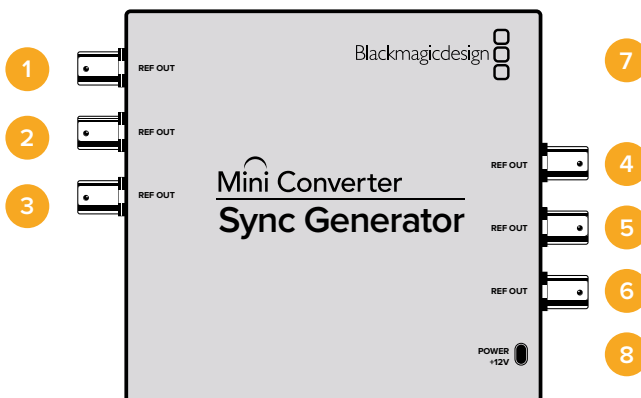 1
REF OUT
Blackmagicdesign
7
2
REF OUT
REF OUT
4
3
REF OUT
Mini Converter
Sync Generator
REF OUT
5
REF OUT
6
POWER
+12V
8